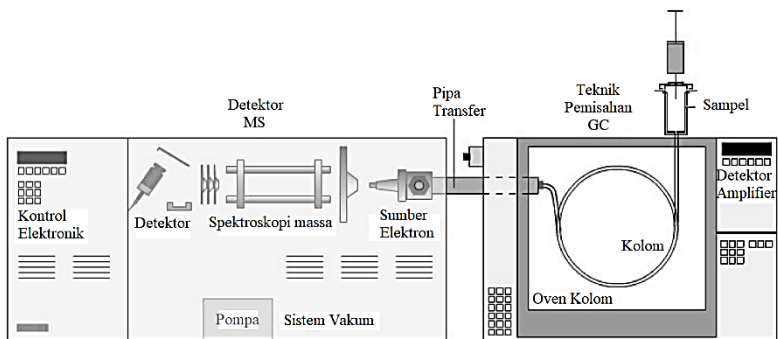 Detektor
MS
Pipa
Transfer
Teknik
Pemisahan
GC
Sampel
Kontrol
Elektronik
Detektor
Spektroskopi massa
Sumber
Elektron
Kolom
Detektor
Amplifier
Oven Kolom
Pompa
Sistem Vakum